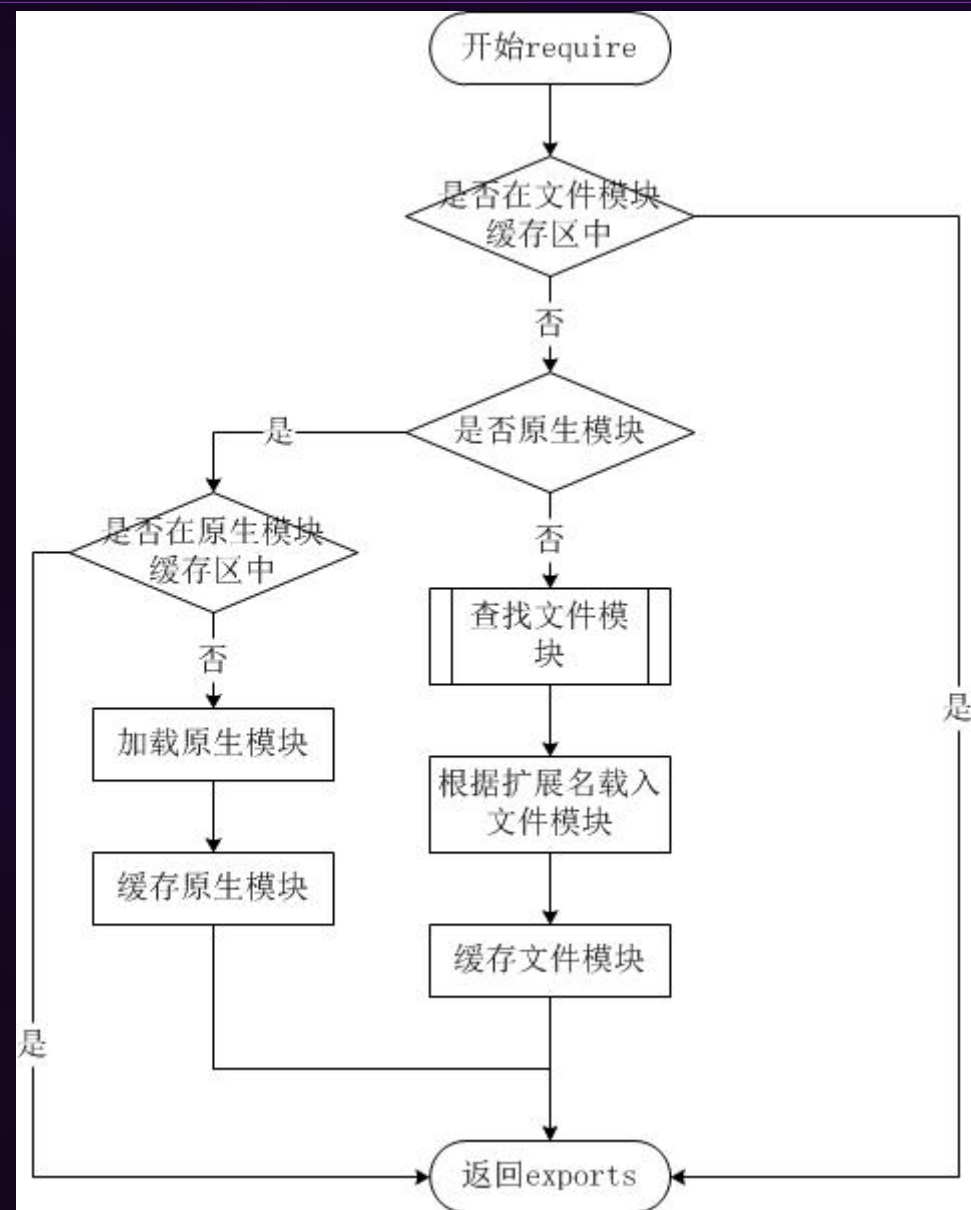 开始require
是否在文件模块
缓存区中
否
是否原生模块
是
是否在原生模块
缓存区中
否
查找文件模
块
否
加载原生模块
是
根据扩展名载入
文件模块
缓存原生模块
缓存文件模块
是
返回exports